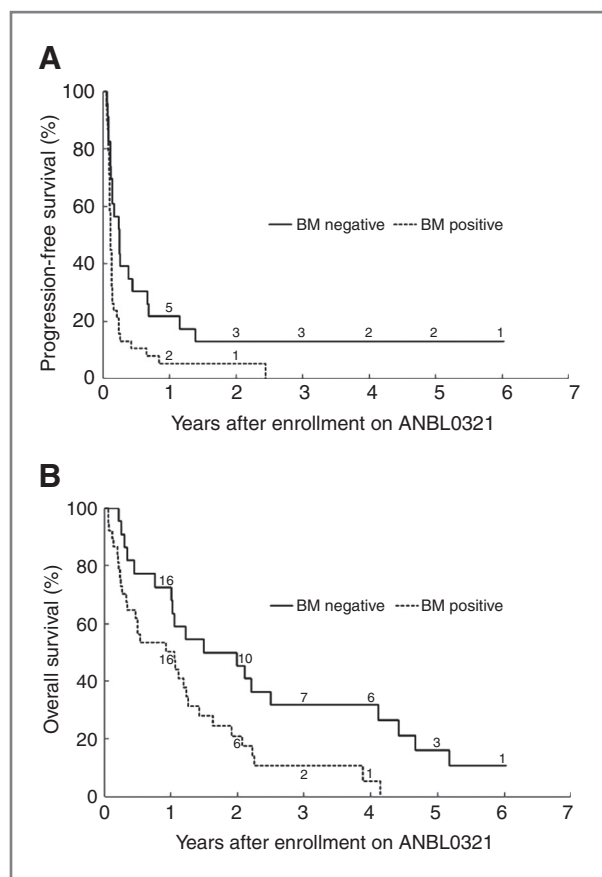 A
100
80
60
40
20
0
Progression-free survival (%)
BM negative BM positive
5 3 3 2 2 1
2 1
0 1 2 3 4 5 6 7
Years after enrollment on ANBL0321
B
100
80
60
40
20
0
Overall survival (%)
BM negative BM positive
16 10 7 6 3 1
16 6 2 1
0 1 2 3 4 5 6 7
Years after enrollment on ANBL0321